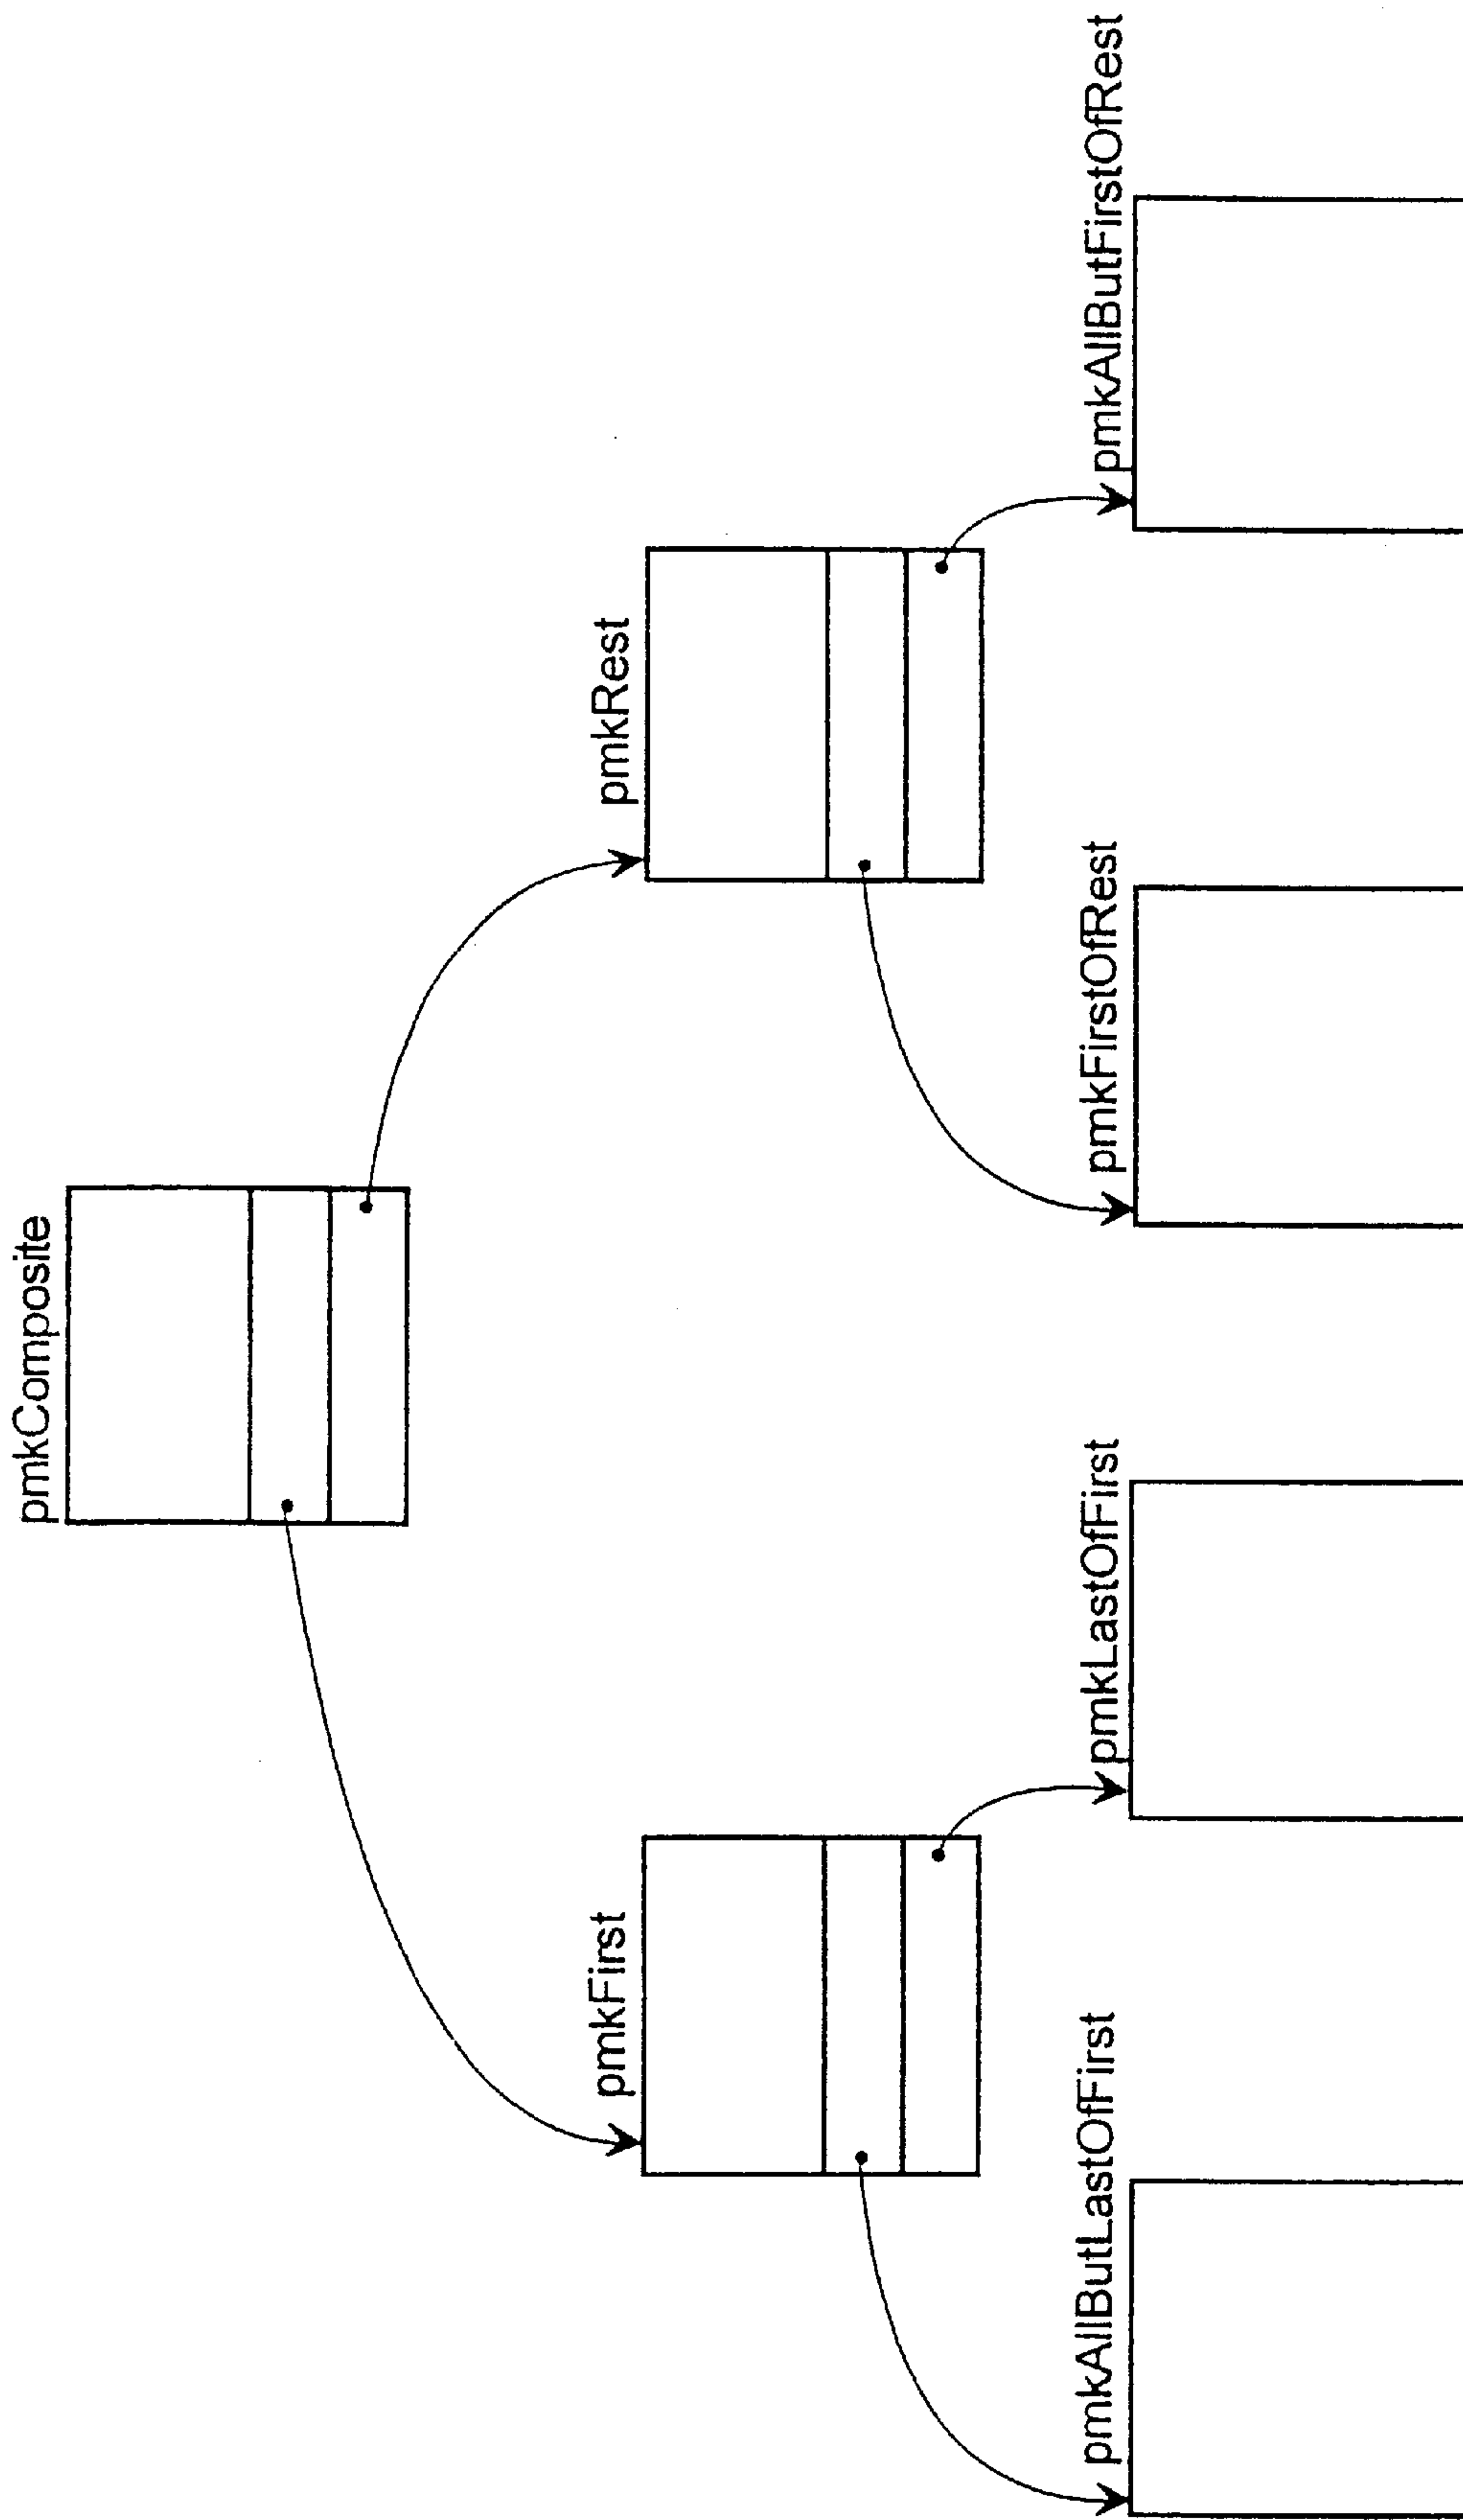 pmkComposite
pmkFirst
pmkRest
pmkAllButLastOfFirst
pmkLastOfFirst
pmkFirstOfRest
pmkAllButFirstOfRest